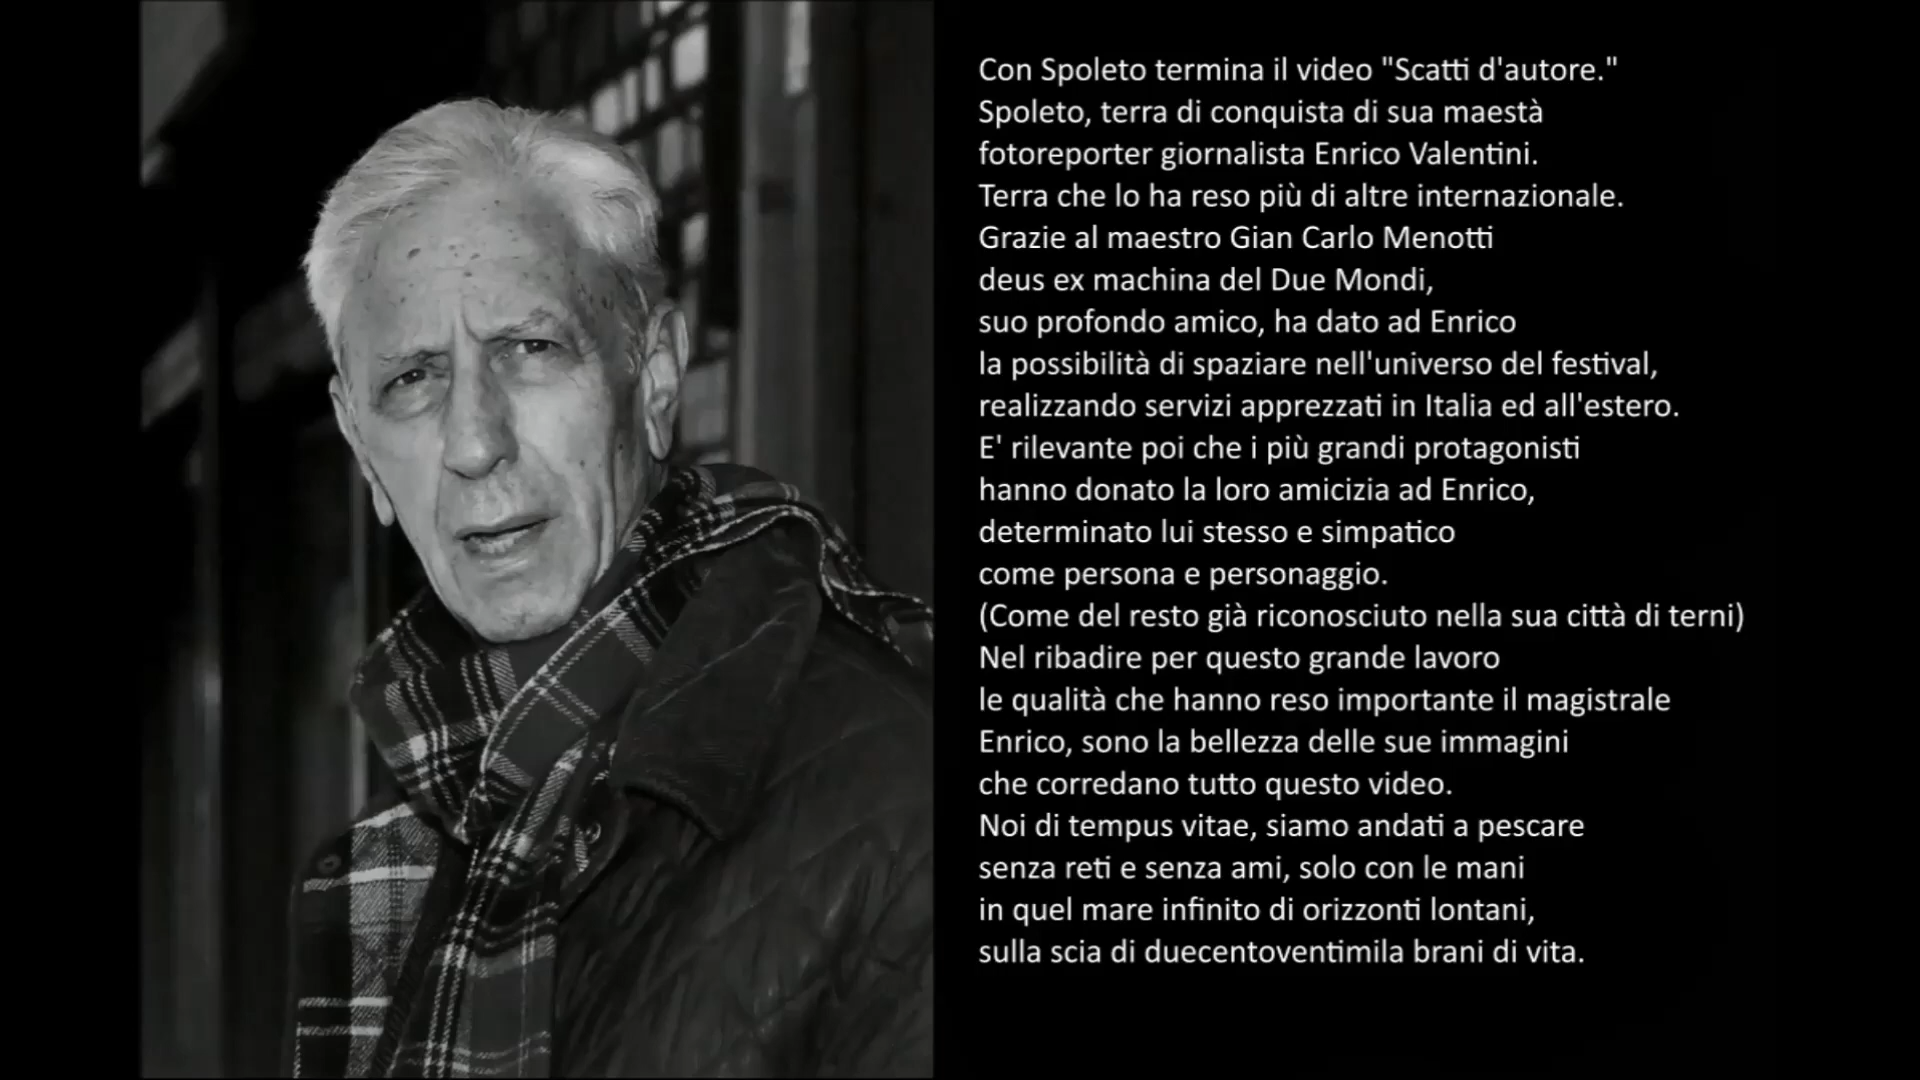 Con Spoleto termina il video "Scatti d'autore."
Spoleto, terra di conquista di sua maestà
fotoreporter giornalista Enrico Valentini.
Terra che lo ha reso più di altre internazionale.
Grazie al maestro Gian Carlo Menotti
deus ex machina del Due Mondi,
suo profondo amico, ha dato ad Enrico
la possibilità di spaziare nell'universo del festival,
realizzando servizi apprezzati in Italia ed all'estero.
E' rilevante poi che i più grandi protagonisti
hanno donato la loro amicizia ad Enrico,
determinato lui stesso e simpatico
come persona e personaggio.
(Come del resto già riconosciuto nella sua città di terni)
Nel ribadire per questo grande lavoro
le qualità che hanno reso importante il magistrale
Enrico, sono la bellezza delle sue immagini
che corredano tutto questo video.
Noi di tempus vitae, siamo andati a pescare
senza reti e senza ami, solo con le mani
in quel mare infinito di orizzonti lontani,
sulla scia di duecentoventimila brani di vita.